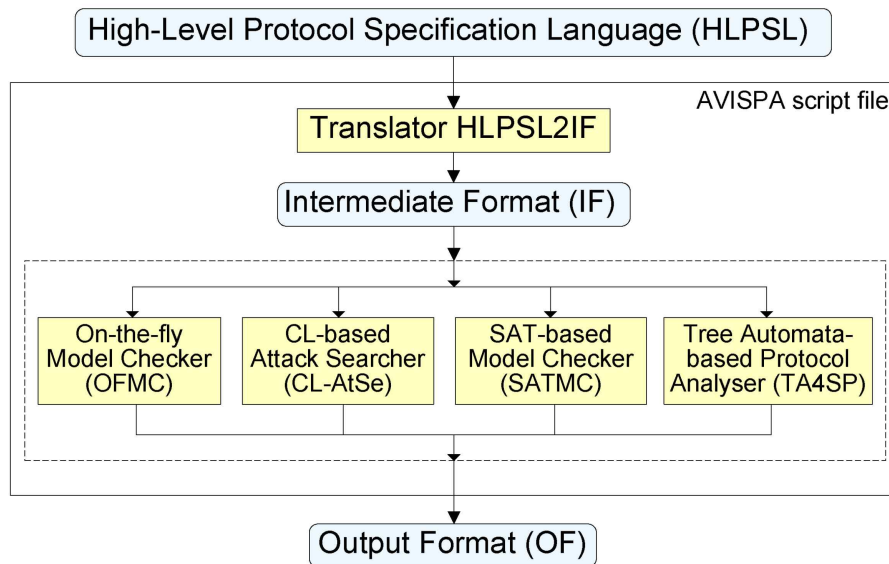 High-Level Protocol Specification Language (HLPSL)
AVISPA script file
Translator HLPSL2IF
Intermediate Format (IF)
On-the-fly
Model Checker
(OFMC)
CL-based
Attack Searcher
(CL-AtSe)
SAT-based
Model Checker
(SATMC)
Tree Automata-
based Protocol
Analyser (TA4SP)
Output Format (OF)